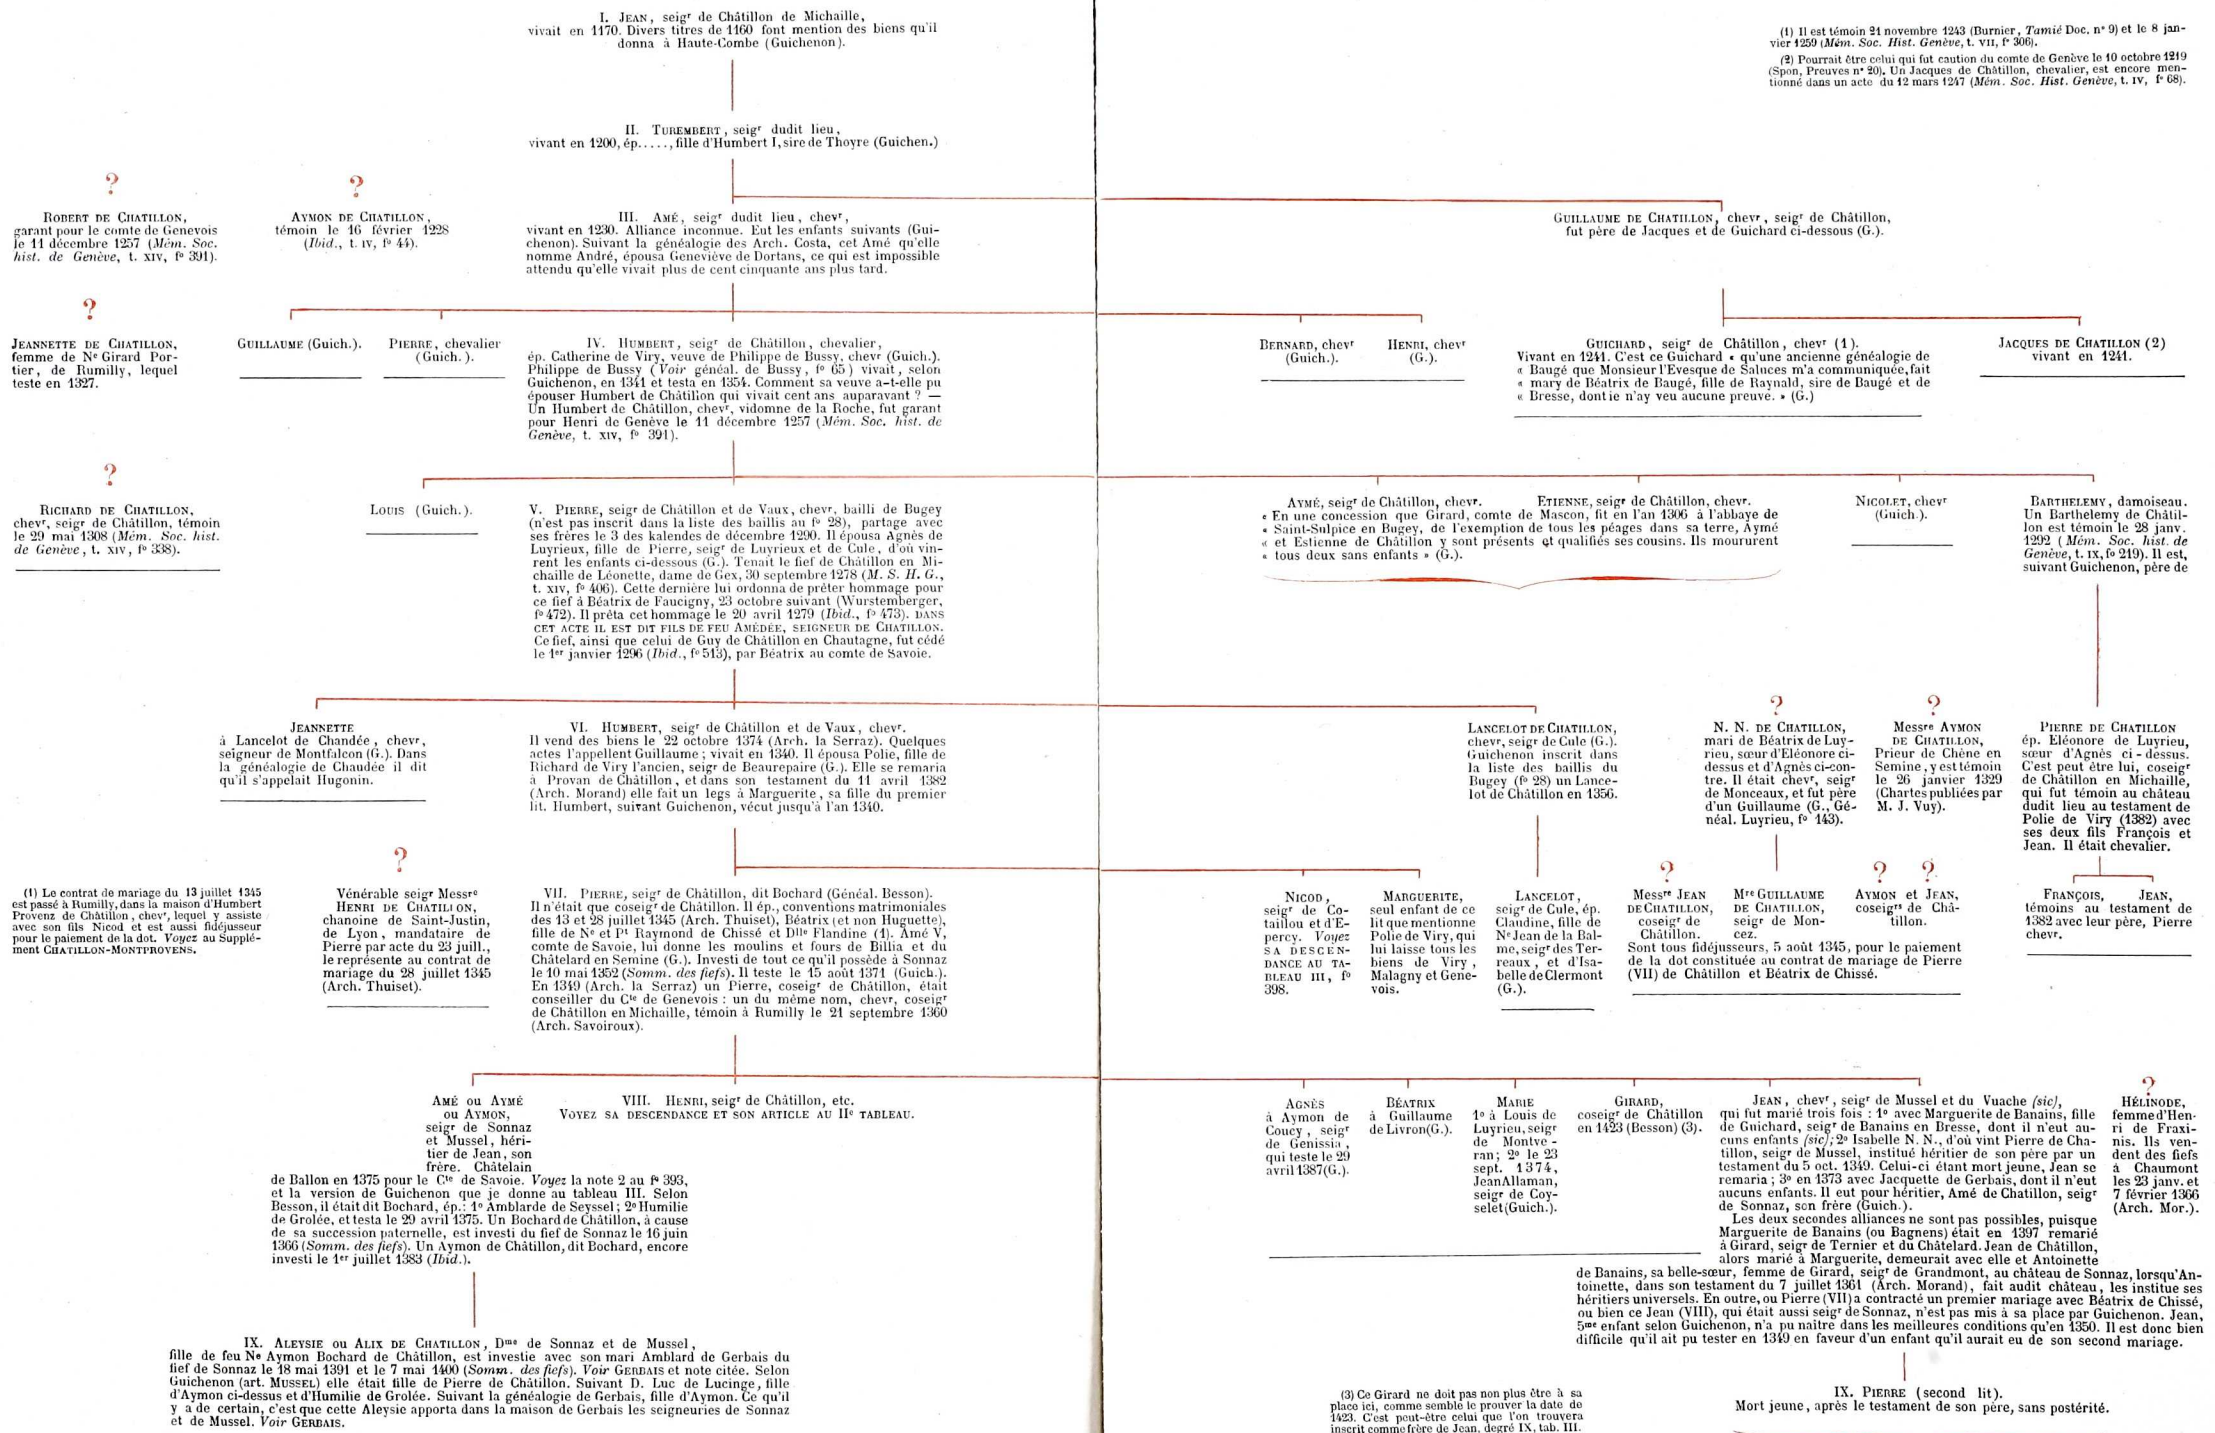 I. JEAN, seigr de Châtillon de Michaille,
vivait en 1170. Divers titres de 1160 font mention des biens qu'il
donna à Haute-Combe (Guichenon).
(1) Il est témoin 21 novembre 1243 (Burnier, Tamié Doc. n° 9) et le 8 jan-
vier 1259 (Mém. Soc. Hist. Genève, t. VII, f° 306).
(2) Pourrait être celui qui fut caution du comte de Genève le 10 octobre 1219
(Spon, Preuves n° 20). Un Jacques de Châtillon, chevalier, est encore men-
tionné dans un acte du 12 mars 1247 (Mém. Soc. Hist. Genève, t. IV, f° 68).
II. TUREMBERT, seigr dudit lieu,
vivant en 1200, ép....., fille d'Humbert I, sire de Thoyre (Guichen.)
?
ROBERT DE CHATILLON,
garant pour le comte de Genevois
le 11 décembre 1257 (Mém. Soc.
hist. de Genève, t. XIV, f° 391).
?
AYMON DE CHATILLON,
témoin le 16 février 1228
(Ibid., t. IV, f° 44).
III. AMÉ, seigr dudit lieu, chevr,
vivant en 1230. Alliance inconnue. Eut les enfants suivants (Gui-
chenon). Suivant la généalogie des Arch. Costa, cet Amé qu'elle
nomme André, épousa Geneviève de Dortans, ce qui est impossible
attendu qu'elle vivait plus de cent cinquante ans plus tard.
GUILLAUME DE CHATILLON, chevr, seigr de Châtillon,
fut père de Jacques et de Guichard ci-dessous (G.).
?
JEANNETTE DE CHATILLON,
femme de Ne Girard Por-
tier, de Rumilly, lequel
teste en 1327.
GUILLAUME (Guich.).
PIERRE, chevalier
(Guich.).
IV. HUMBERT, seigr de Châtillon, chevalier,
ép. Catherine de Viry, veuve de Philippe de Bussy, chevr (Guich.).
Philippe de Bussy (Voir généal. de Bussy, f° 65) vivait, selon
Guichenon, en 1341 et testa en 1354. Comment sa veuve a-t-elle pu
épouser Humbert de Châtillon qui vivait cent ans auparavant ? —
Un Humbert de Châtillon, chevr, vidomne de la Roche, fut garant
pour Henri de Genève le 11 décembre 1257 (Mém. Soc. hist. de
Genève, t. XIV, f° 391).
BERNARD, chevr
(Guich.).
HENRI, chevr
(G.).
GUICHARD, seigr de Châtillon, chevr (1).
Vivant en 1241. C'est ce Guichard « qu'une ancienne généalogie de
« Baugé que Monsieur l'Evesque de Saluces m'a communiquée, fait
« mary de Béatrix de Baugé, fille de Raynald, sire de Baugé et de
« Bresse, dont ie n'ay veu aucune preuve. » (G.)
JACQUES DE CHATILLON (2)
vivant en 1241.
?
RICHARD DE CHATILLON,
chevr, seigr de Châtillon, témoin
le 29 mai 1308 (Mém. Soc. hist.
de Genève, t. XIV, f° 338).
LOUIS (Guich.).
V. PIERRE, seigr de Châtillon et de Vaux, chevr, bailli de Bugey
(n'est pas inscrit dans la liste des baillis au f° 28), partage avec
ses frères le 3 des kalendes de décembre 1290. Il épousa Agnès de
Luyrieux, fille de Pierre, seigr de Luyrieux et de Cule, d'où vin-
rent les enfants ci-dessous (G.). Tenait le fief de Châtillon en Mi-
chaille de Léonette, dame de Gex, 30 septembre 1278 (M. S. H. G.,
t. XIV, f° 406). Cette dernière lui ordonna de prêter hommage pour
ce fief à Béatrix de Faucigny, 23 octobre suivant (Wurstemberger,
f° 472). Il prêta cet hommage le 20 avril 1279 (Ibid., f° 473). DANS
CET ACTE IL EST DIT FILS DE FEU AMÉDÉE, SEIGNEUR DE CHATILLON.
Ce fief, ainsi que celui de Guy de Châtillon en Chautagne, fut cédé
le 1er janvier 1296 (Ibid., f° 513), par Béatrix au comte de Savoie.
AYMÉ, seigr de Châtillon, chevr. ETIENNE, seigr de Châtillon, chevr.
« En une concession que Girard, comte de Mascon, fit en l'an 1306 à l'abbaye de
« Saint-Sulpice en Bugey, de l'exemption de tous les péages dans sa terre, Aymé
« et Estienne de Châtillon y sont présents et qualifiés ses cousins. Ils moururent
« tous deux sans enfants » (G.).
NICOLET, chevr
(Guich.).
BARTHELEMY, damoiseau.
Un Barthelemy de Châtil-
lon est témoin le 28 janv.
1292 (Mém. Soc. hist. de
Genève, t. IX, f° 219). Il est,
suivant Guichenon, père de
JEANNETTE
à Lancelot de Chandée, chevr,
seigneur de Montfalcon (G.). Dans
la généalogie de Chaudée il dit
qu'il s'appelait Hugonin.
VI. HUMBERT, seigr de Châtillon et de Vaux, chevr.
Il vend des biens le 22 octobre 1374 (Arch. la Serraz). Quelques
actes l'appellent Guillaume ; vivait en 1340. Il épousa Polie, fille de
Richard de Viry l'ancien, seigr de Beaurepaire (G.). Elle se remaria
à Provan de Châtillon, et dans son testament du 11 avril 1382
(Arch. Morand) elle fait un legs à Marguerite, sa fille du premier
lit. Humbert, suivant Guichenon, vécut jusqu'à l'an 1340.
LANCELOT DE CHATILLON,
chevr, seigr de Cule (G.).
Guichenon inscrit dans
la liste des baillis du
Bugey (f° 28) un Lance-
lot de Châtillon en 1356.
?
N. N. DE CHATILLON,
mari de Béatrix de Luy-
rieu, sœur d'Eléonore ci-
dessus et d'Agnès ci-con-
tre. Il était chevr, seigr
de Monceaux, et fut père
d'un Guillaume (G., Gé-
néal. Luyrieu, f° 143).
?
Messre AYMON
DE CHATILLON,
Prieur de Chêne en
Semine, y est témoin
le 26 janvier 1329
(Chartes publiées par
M. J. Vuy).
PIERRE DE CHATILLON
ép. Eléonore de Luyrieu,
sœur d'Agnès ci-dessus.
C'est peut être lui, coseigr
de Châtillon en Michaille,
qui fut témoin au château
dudit lieu au testament de
Polie de Viry (1382) avec
ses deux fils François et
Jean. Il était chevalier.
(1) Le contrat de mariage du 13 juillet 1345
est passé à Rumilly, dans la maison d'Humbert
Provenz de Châtillon, chevr, lequel y assiste
avec son fils Nicod et est aussi fidéjusseur
pour le paiement de la dot. Voyez au Supplé-
ment CHATILLON-MONTPROVENS.
?
Vénérable seigr Messre
HENRI DE CHATILLON,
chanoine de Saint-Justin,
de Lyon, mandataire de
Pierre par acte du 23 juill.,
le représente au contrat de
mariage du 28 juillet 1345
(Arch. Thuiset).
VII. PIERRE, seigr de Châtillon, dit Bochard (Généal. Besson).
Il n'était que coseigr de Châtillon. Il ép., conventions matrimoniales
des 13 et 28 juillet 1345 (Arch. Thuiset), Béatrix (et non Huguette),
fille de Ne et Pt Raymond de Chissé et Dlle Flandine (1). Amé V,
comte de Savoie, lui donne les moulins et fours de Billia et du
Châtelard en Semine (G.). Investi de tout ce qu'il possède à Sonnaz
le 10 mai 1352 (Somm. des fiefs). Il teste le 15 août 1371 (Guich.).
En 1349 (Arch. la Serraz) un Pierre, coseigr de Châtillon, était
conseiller du Cte de Genevois : un du même nom, chevr, coseigr
de Châtillon en Michaille, témoin à Rumilly le 21 septembre 1360
(Arch. Savoiroux).
NICOD,
seigr de Co-
taillou et d'E-
percy. Voyez
SA DESCEN-
DANCE AU TA-
BLEAU III, f°
398.
MARGUERITE,
seul enfant de ce
lit que mentionne
Polie de Viry, qui
lui laisse tous les
biens de Viry,
Malagny et Gene-
vois.
LANCELOT,
seigr de Cule, ép.
Claudine, fille de
Ne Jean de la Bal-
me, seigr des Ter-
reaux, et d'Isa-
belle de Clermont
(G.).
?
Messre JEAN
DE CHATILLON,
coseigr de
Châtillon.
Mre GUILLAUME
DE CHATILLON,
seigr de Mon-
cez.
? ?
AYMON et JEAN,
coseigrs de Châ-
tillon.
Sont tous fidéjusseurs, 5 août 1345, pour le paiement
de la dot constituée au contrat de mariage de Pierre
(VII) de Châtillon et Béatrix de Chissé.
FRANÇOIS, JEAN,
témoins au testament de
1382 avec leur père, Pierre
chevr.
AMÉ OU AYMÉ
OU AYMON,
seigr de Sonnaz
et Mussel, héri-
tier de Jean, son
frère. Châtelain
de Ballon en 1375 pour le Cte de Savoie. Voyez la note 2 au f° 393,
et la version de Guichenon que je donne au tableau III. Selon
Besson, il était dit Bochard, ép.: 1° Amblarde de Seyssel ; 2° Humilie
de Grolée, et testa le 29 avril 1375. Un Bochard de Châtillon, à cause
de sa succession paternelle, est investi du fief de Sonnaz le 16 juin
1366 (Somm. des fiefs). Un Aymon de Châtillon, dit Bochard, encore
investi le 1er juillet 1383 (Ibid.).
VIII. HENRI, seigr de Châtillon, etc.
VOYEZ SA DESCENDANCE ET SON ARTICLE AU IIe TABLEAU.
AGNÈS
à Aymon de
Coucy, seigr
de Genissia,
qui teste le 29
avril 1387 (G.).
BÉATRIX
à Guillaume
de Livron (G.).
MARIE
1° à Louis de
Luyrieu, seigr
de Montve-
ran ; 2° le 23
sept. 1374,
Jean Allaman,
seigr de Coy-
selet (Guich.).
GIRARD,
coseigr de Châtillon
en 1423 (Besson) (3).
JEAN, chevr, seigr de Mussel et du Vuache (sic),
qui fut marié trois fois : 1° avec Marguerite de Banains, fille
de Guichard, seigr de Banains en Bresse, dont il n'eut au-
cuns enfants (sic); 2° Isabelle N. N., d'où vint Pierre de Cha-
tillon, seigr de Mussel, institué héritier de son père par un
testament du 5 oct. 1349. Celui-ci étant mort jeune, Jean se
remaria ; 3° en 1373 avec Jacquette de Gerbais, dont il n'eut
aucuns enfants. Il eut pour héritier, Amé de Chatillon, seigr
de Sonnaz, son frère (Guich.).
Les deux secondes alliances ne sont pas possibles, puisque
Marguerite de Banains (ou Bagnens) était en 1397 remarié
à Girard, seigr de Ternier et du Châtelard. Jean de Châtillon,
alors marié à Marguerite, demeurait avec elle et Antoinette
de Banains, sa belle-sœur, femme de Girard, seigr de Grandmont, au château de Sonnaz, lorsqu'An-
toinette, dans son testament du 7 juillet 1361 (Arch. Morand), fait audit château, les institue ses
héritiers universels. En outre, ou Pierre (VII) a contracté un premier mariage avec Béatrix de Chissé,
ou bien ce Jean (VIII), qui était aussi seigr de Sonnaz, n'est pas mis à sa place par Guichenon. Jean,
5me enfant selon Guichenon, n'a pu naître dans les meilleures conditions qu'en 1350. Il est donc bien
difficile qu'il ait pu tester en 1349 en faveur d'un enfant qu'il aurait eu de son second mariage.
?
HÉLINODE,
femme d'Hen-
ri de Fraxi-
nis. Ils ven-
dent des fiefs
à Chaumont
les 23 janv. et
7 février 1366
(Arch. Mor.).
IX. ALEYSIE OU ALIX DE CHATILLON, Dme de Sonnaz et de Mussel,
fille de feu Ne Aymon Bochard de Châtillon, est investie avec son mari Amblard de Gerbais du
fief de Sonnaz le 18 mai 1391 et le 7 mai 1400 (Somm. des fiefs). Voir GERBAIS et note citée. Selon
Guichenon (art. MUSSEL) elle était fille de Pierre de Châtillon. Suivant D. Luc de Lucinge, fille
d'Aymon ci-dessus et d'Humilie de Grolée. Suivant la généalogie de Gerbais, fille d'Aymon. Ce qu'il
y a de certain, c'est que cette Aleysie apporta dans la maison de Gerbais les seigneuries de Sonnaz
et de Mussel. Voir GERBAIS.
(3) Ce Girard ne doit pas non plus être à sa
place ici, comme semble le prouver la date de
1423. C'est peut-être celui que l'on trouvera
inscrit comme frère de Jean, degré IX, tab. III.
IX. PIERRE (second lit).
Mort jeune, après le testament de son père, sans postérité.